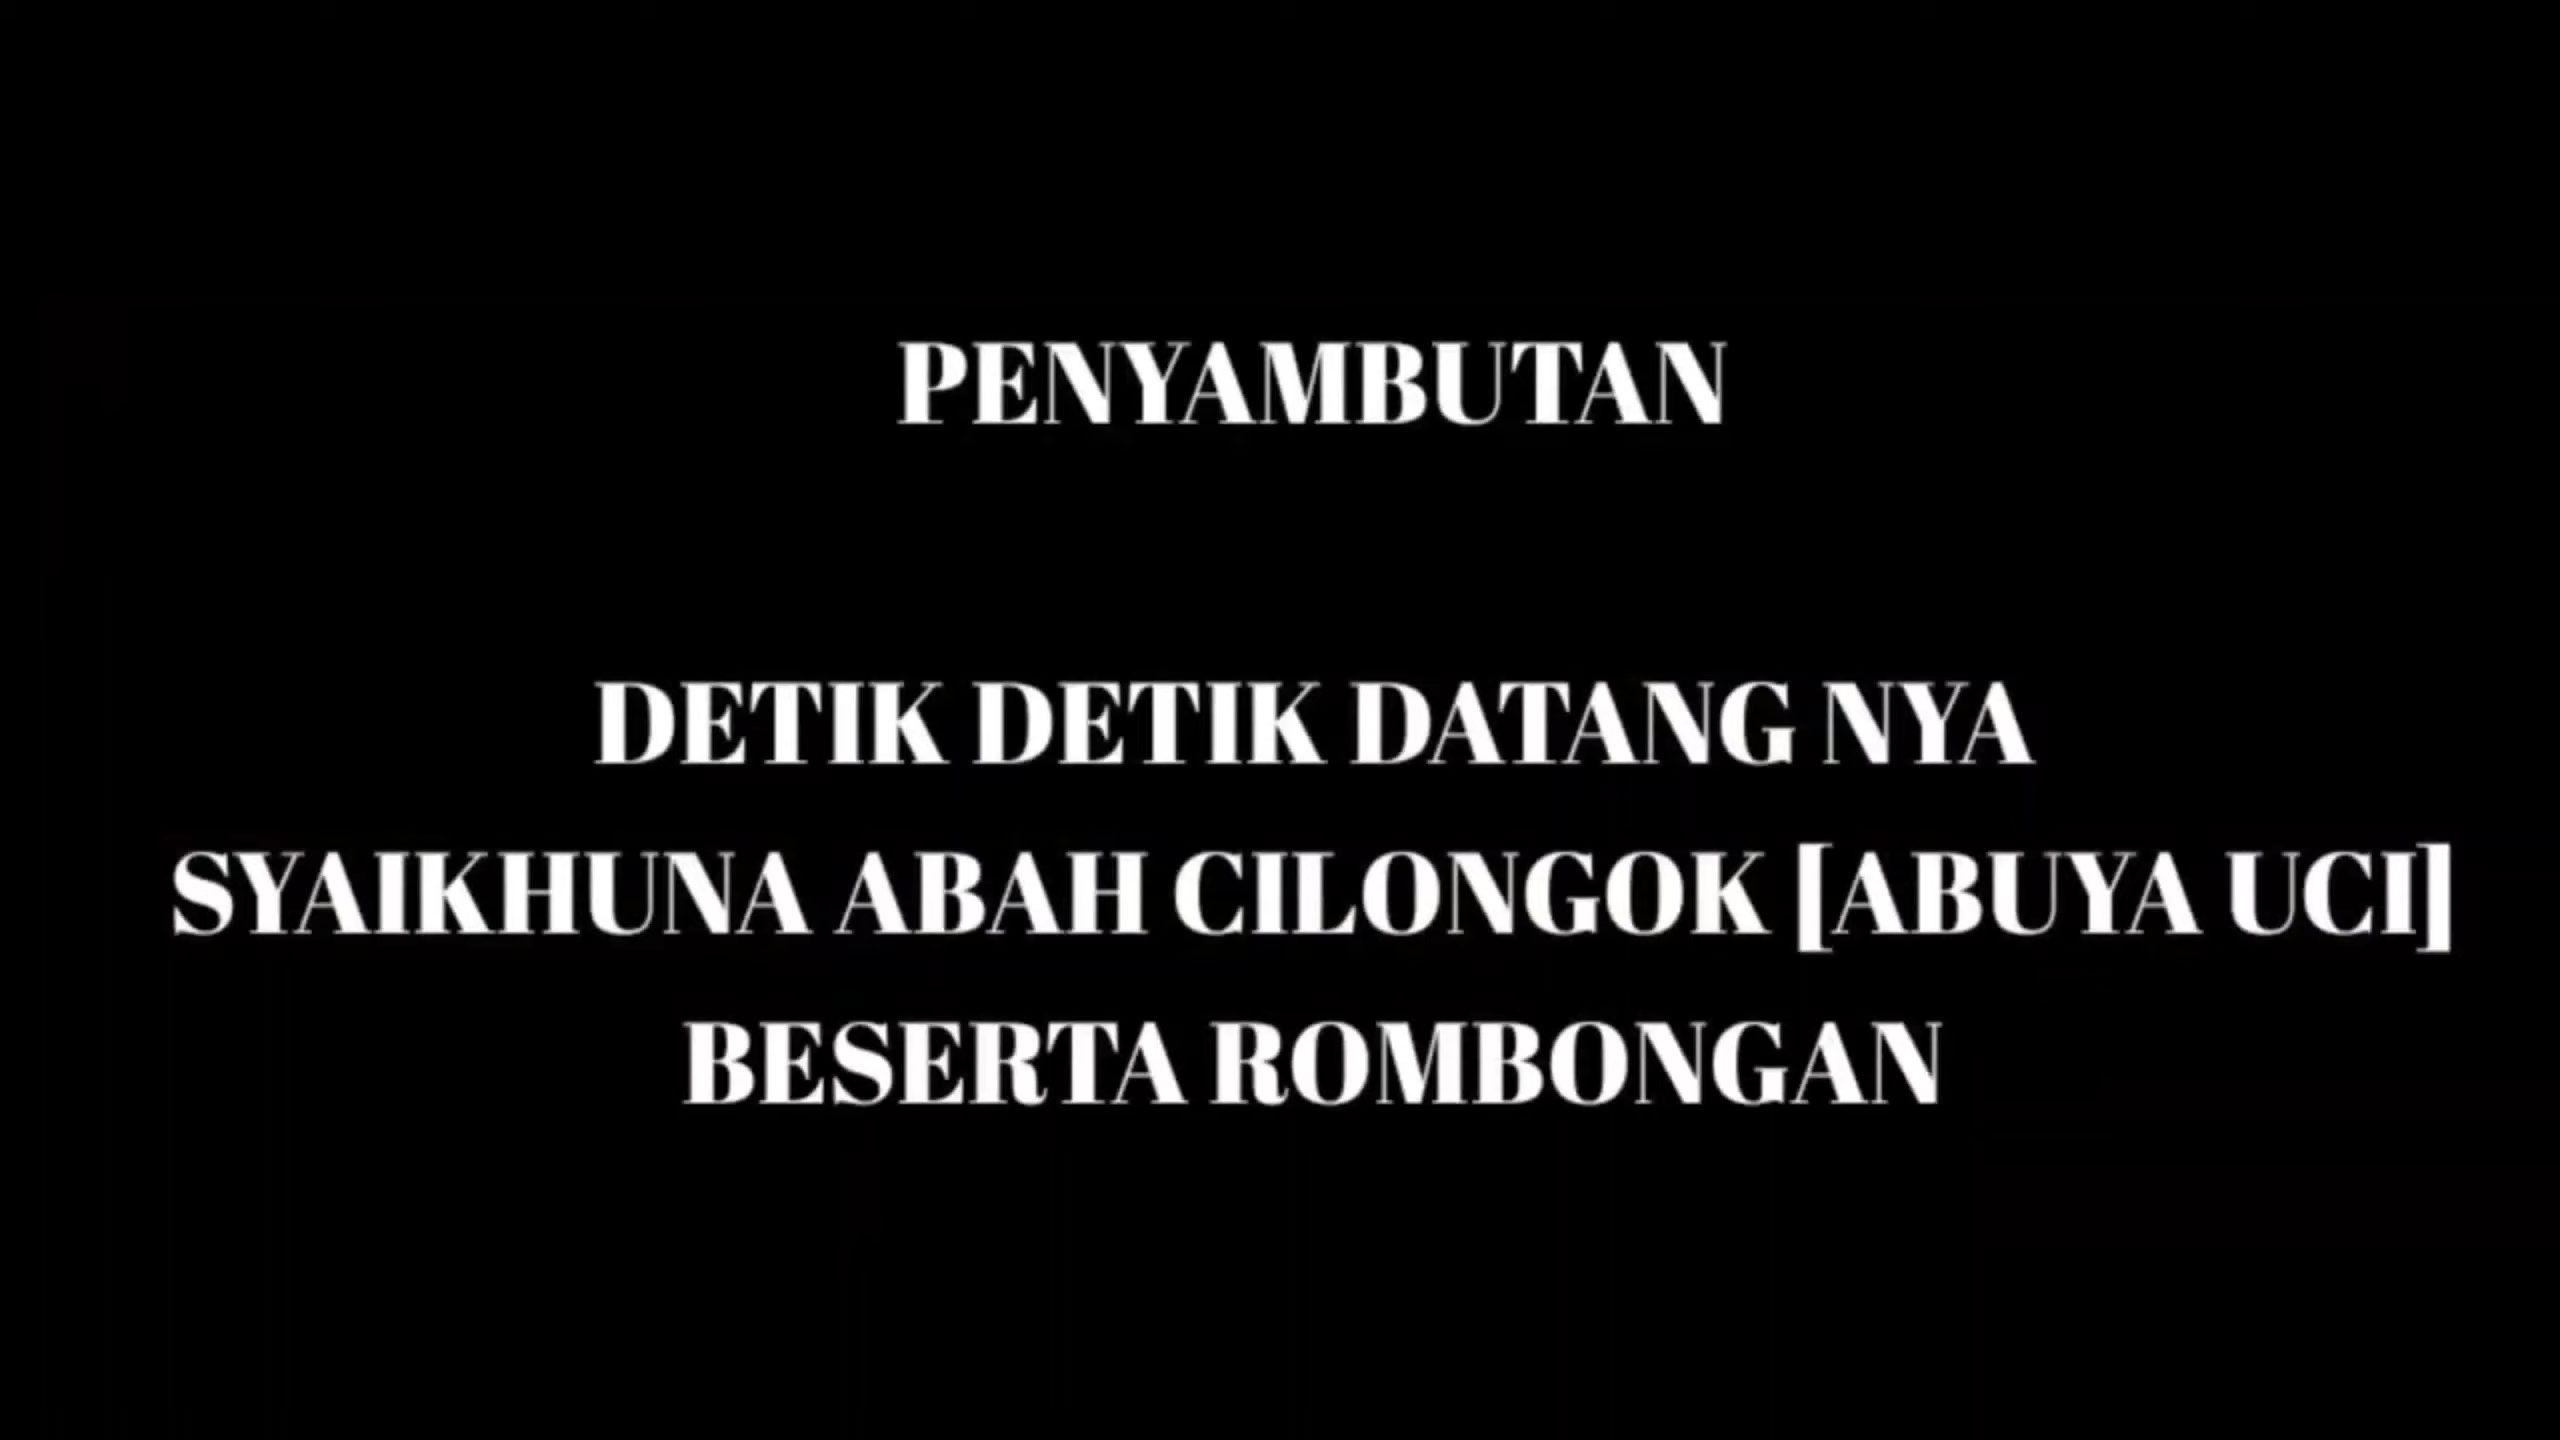 PENYAMBUTAN
DETIK DETIK DATANG NYA
SYAIKHUNA ABAH CILONGOK [ABUYA UCI]
BESERTA ROMBONGAN